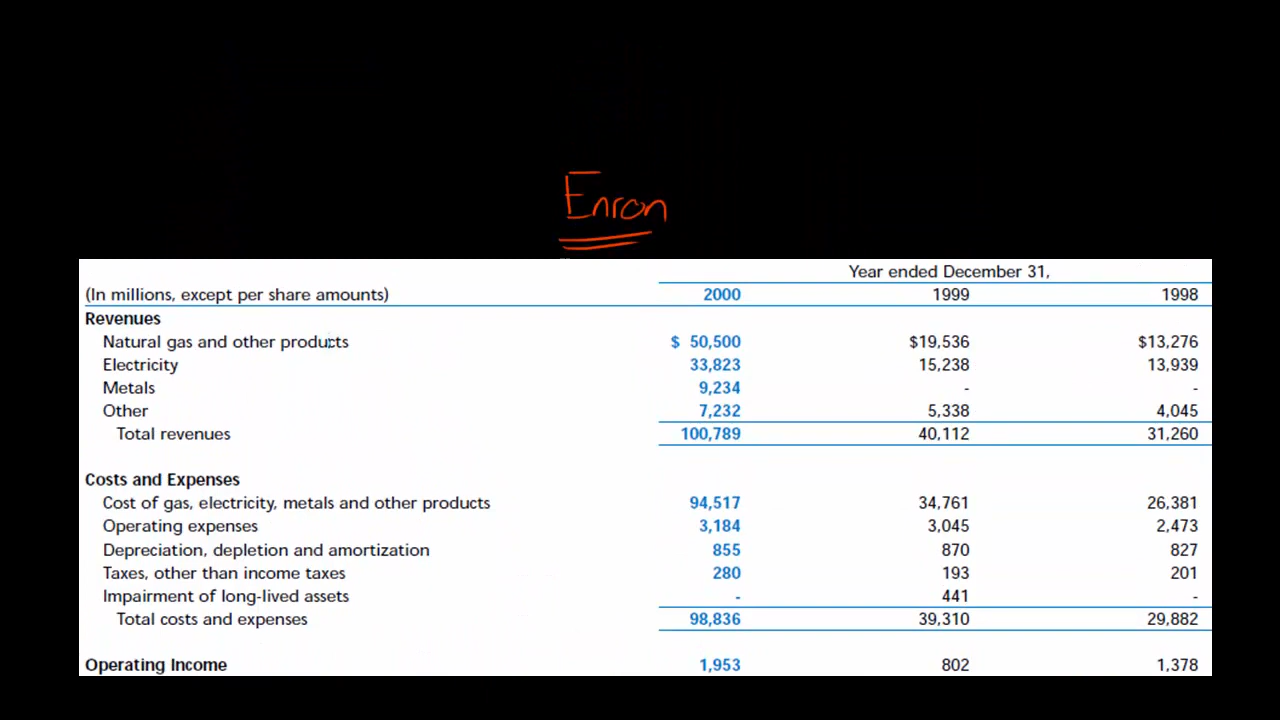 Enron
Year ended December 31,
(In millions, except per share amounts) 2000 1999 1998
Revenues
Natural gas and other products $ 50,500 $19,536 $13,276
Electricity 33,823 15,238 13,939
Metals 9,234 - -
Other 7,232 5,338 4,045
Total revenues 100,789 40,112 31,260
Costs and Expenses
Cost of gas, electricity, metals and other products 94,517 34,761 26,381
Operating expenses 3,184 3,045 2,473
Depreciation, depletion and amortization 855 870 827
Taxes, other than income taxes 280 193 201
Impairment of long-lived assets - 441 -
Total costs and expenses 98,836 39,310 29,882
Operating Income 1,953 802 1,378